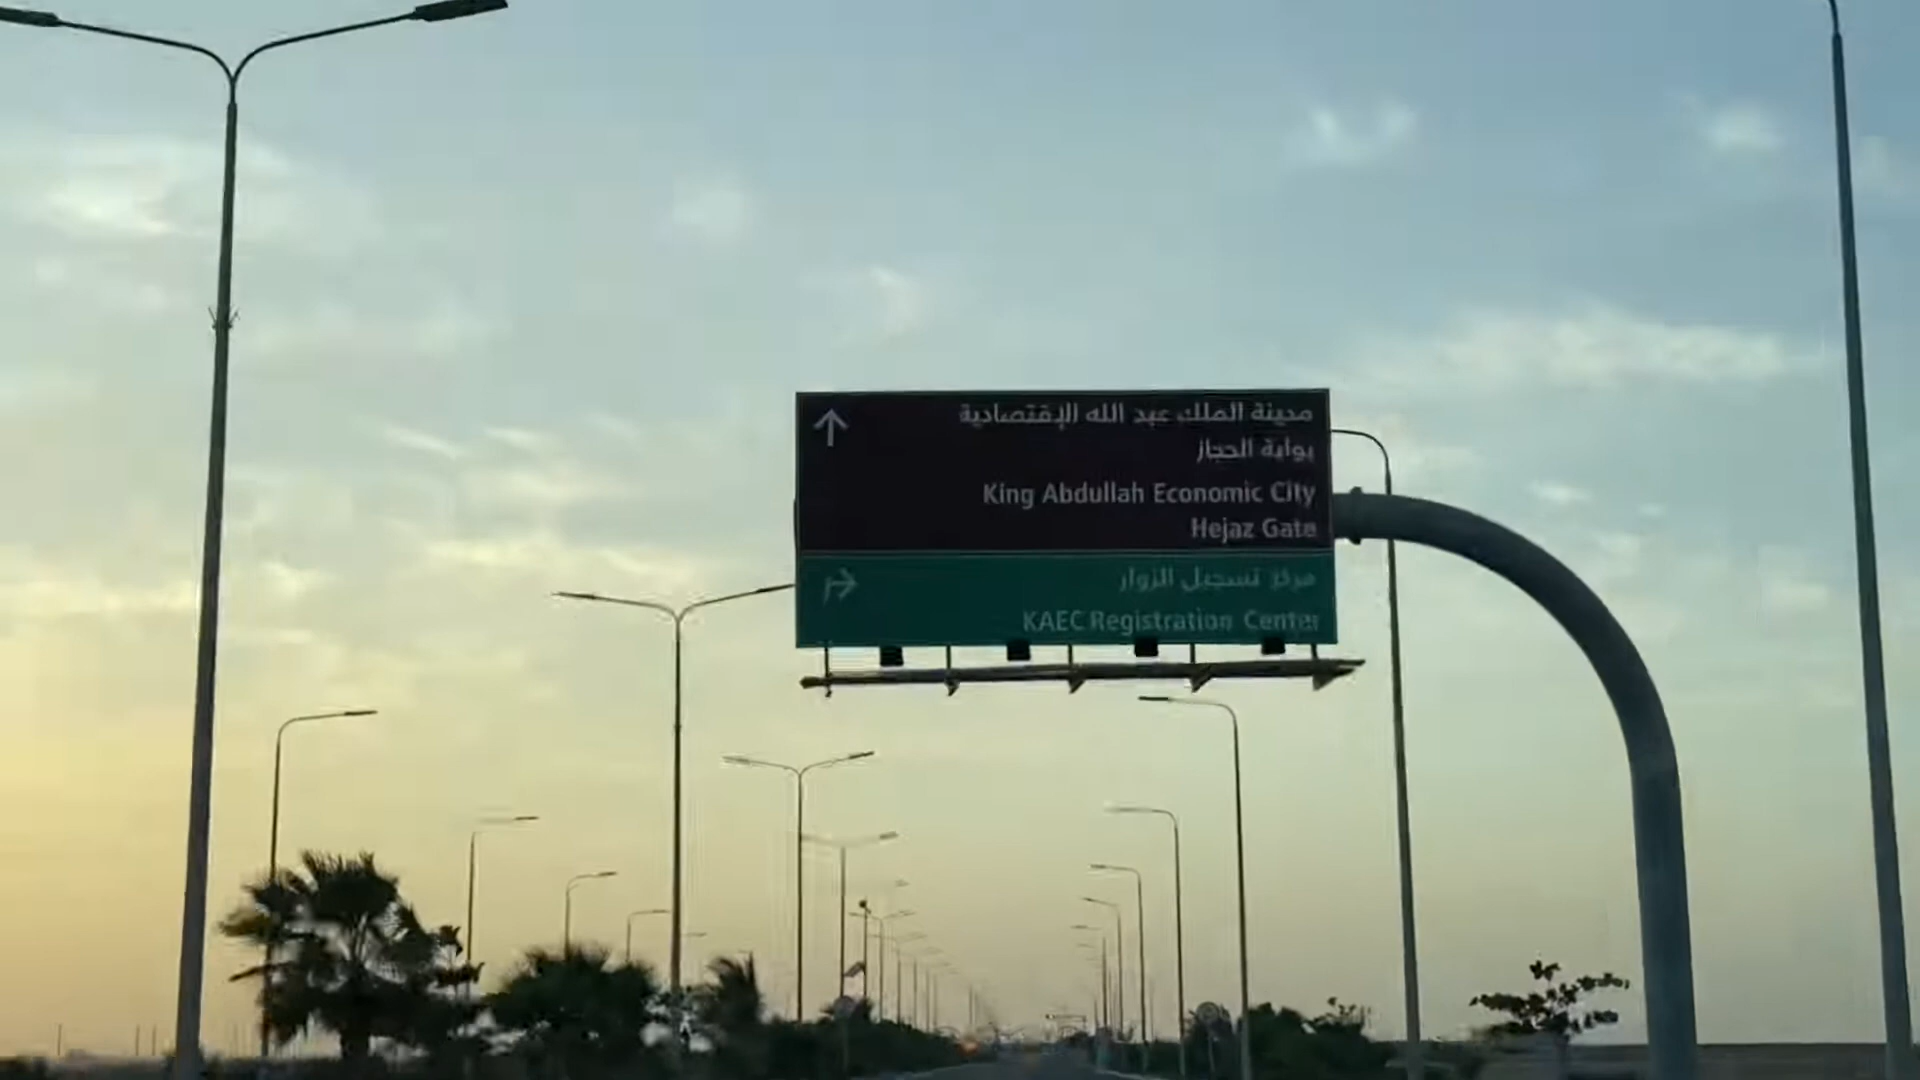 مدينة الملك عبد الله الإقتصادية
بوابة الحجاز
King Abdullah Economic City
Hejaz Gate
مركز تسجيل الزوار
KAEC Registration Center